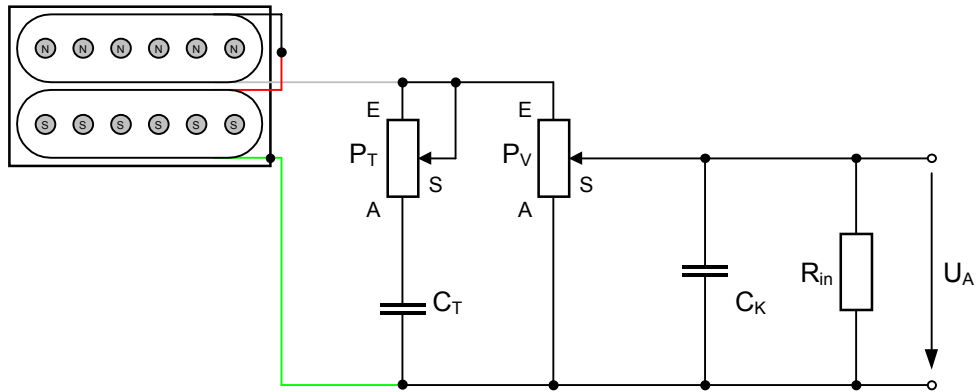 N N N N N N
S S S S S S
E
P_T
S
A
C_T
E
P_V
S
A
C_K
R_in
U_A